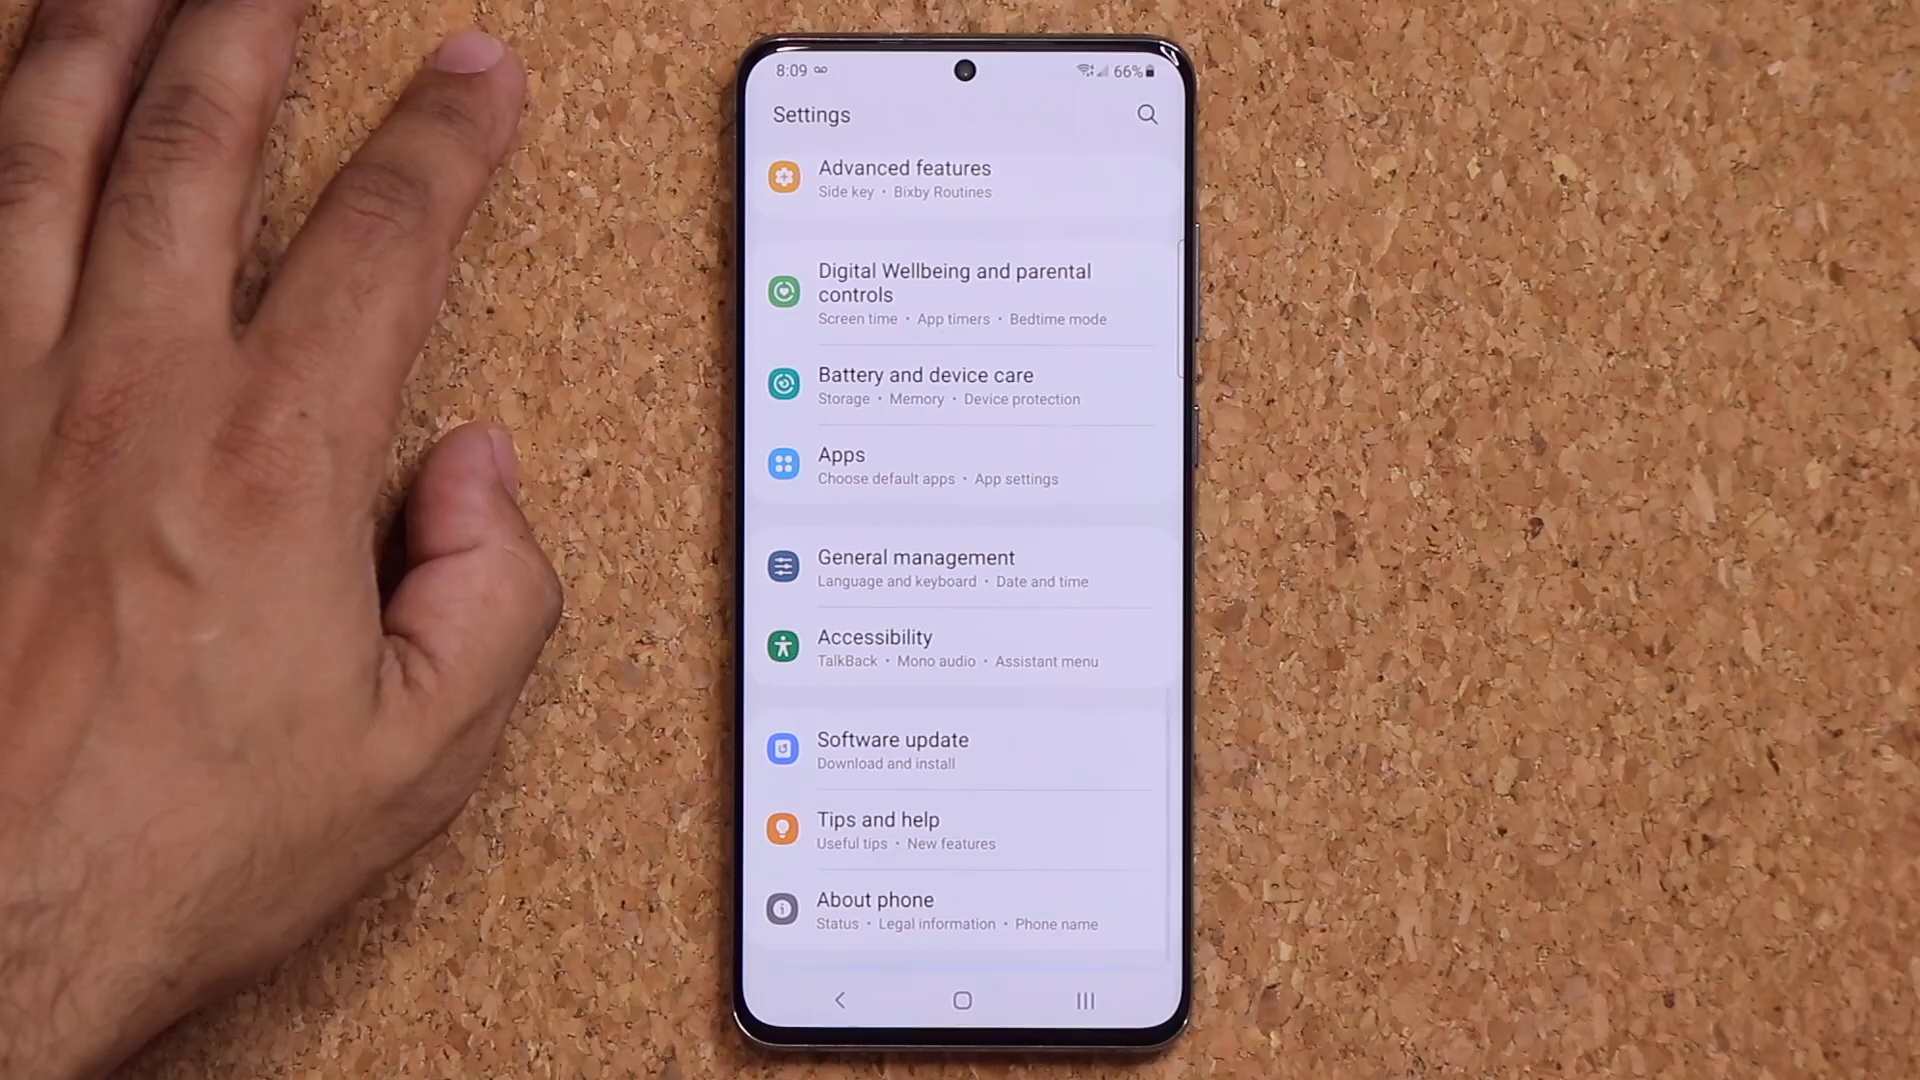 8:09
66%
Settings
Advanced features
Side key • Bixby Routines
Digital Wellbeing and parental
controls
Screen time • App timers • Bedtime mode
Battery and device care
Storage • Memory • Device protection
Apps
Choose default apps • App settings
General management
Language and keyboard • Date and time
Accessibility
TalkBack • Mono audio • Assistant menu
Software update
Download and install
Tips and help
Useful tips • New features
About phone
Status • Legal information • Phone name